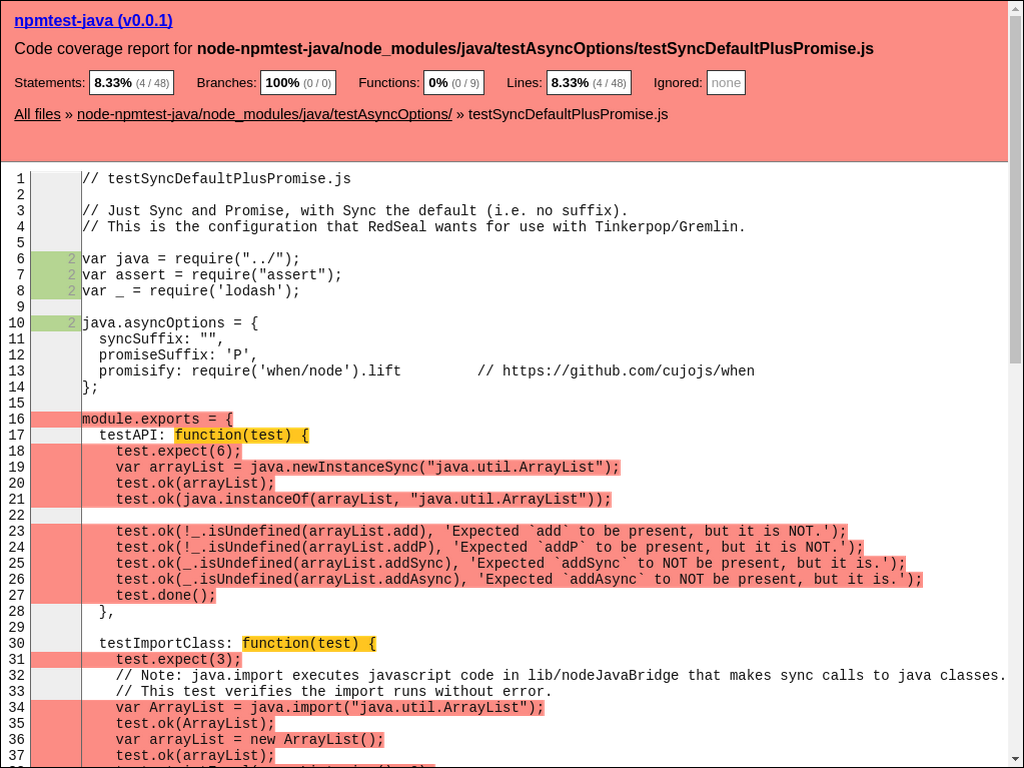 npmtest-java (v0.0.1)
Code coverage report for node-npmtest-java/node_modules/java/testAsyncOptions/testSyncDefaultPlusPromise.js
Statements: 8.33% (4 / 48) Branches: 100% (0 / 0) Functions: 0% (0 / 9) Lines: 8.33% (4 / 48) Ignored: none
All files » node-npmtest-java/node_modules/java/testAsyncOptions/ » testSyncDefaultPlusPromise.js
1 // testSyncDefaultPlusPromise.js
2
3 // Just Sync and Promise, with Sync the default (i.e. no suffix).
4 // This is the configuration that RedSeal wants for use with Tinkerpop/Gremlin.
5
6 2 var java = require("../");
7 2 var assert = require("assert");
8 2 var _ = require('lodash');
9
10 2 java.asyncOptions = {
11   syncSuffix: "",
12   promiseSuffix: 'P',
13   promisify: require('when/node').lift         // https://github.com/cujojs/when
14 };
15
16 module.exports = {
17   testAPI: function(test) {
18     test.expect(6);
19     var arrayList = java.newInstanceSync("java.util.ArrayList");
20     test.ok(arrayList);
21     test.ok(java.instanceOf(arrayList, "java.util.ArrayList"));
22
23     test.ok(!_.isUndefined(arrayList.add), 'Expected `add` to be present, but it is NOT.');
24     test.ok(!_.isUndefined(arrayList.addP), 'Expected `addP` to be present, but it is NOT.');
25     test.ok(_.isUndefined(arrayList.addSync), 'Expected `addSync` to NOT be present, but it is.');
26     test.ok(_.isUndefined(arrayList.addAsync), 'Expected `addAsync` to NOT be present, but it is.');
27     test.done();
28   },
29
30   testImportClass: function(test) {
31     test.expect(3);
32     // Note: java.import executes javascript code in lib/nodeJavaBridge that makes sync calls to java classes.
33     // This test verifies the import runs without error.
34     var ArrayList = java.import("java.util.ArrayList");
35     test.ok(ArrayList);
36     var arrayList = new ArrayList();
37     test.ok(arrayList);